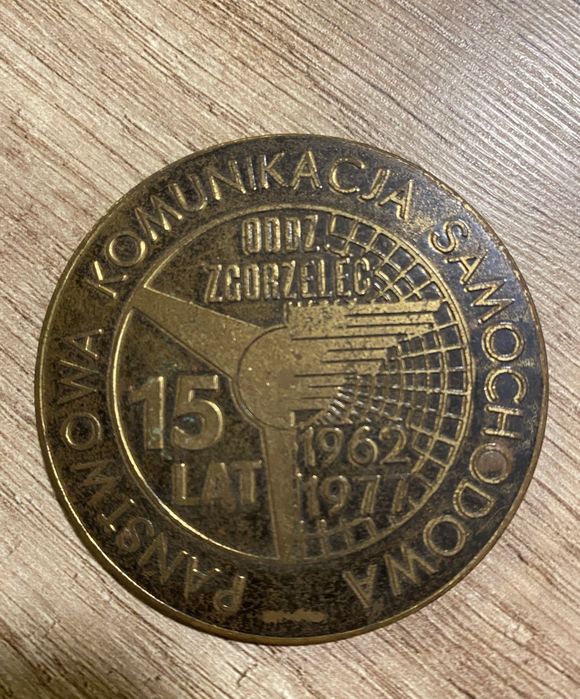 PAŃSTWOWA KOMUNIKACJA SAMOCHODOWA
ODDZ.
ZGORZELEC
15
LAT
1962
1977